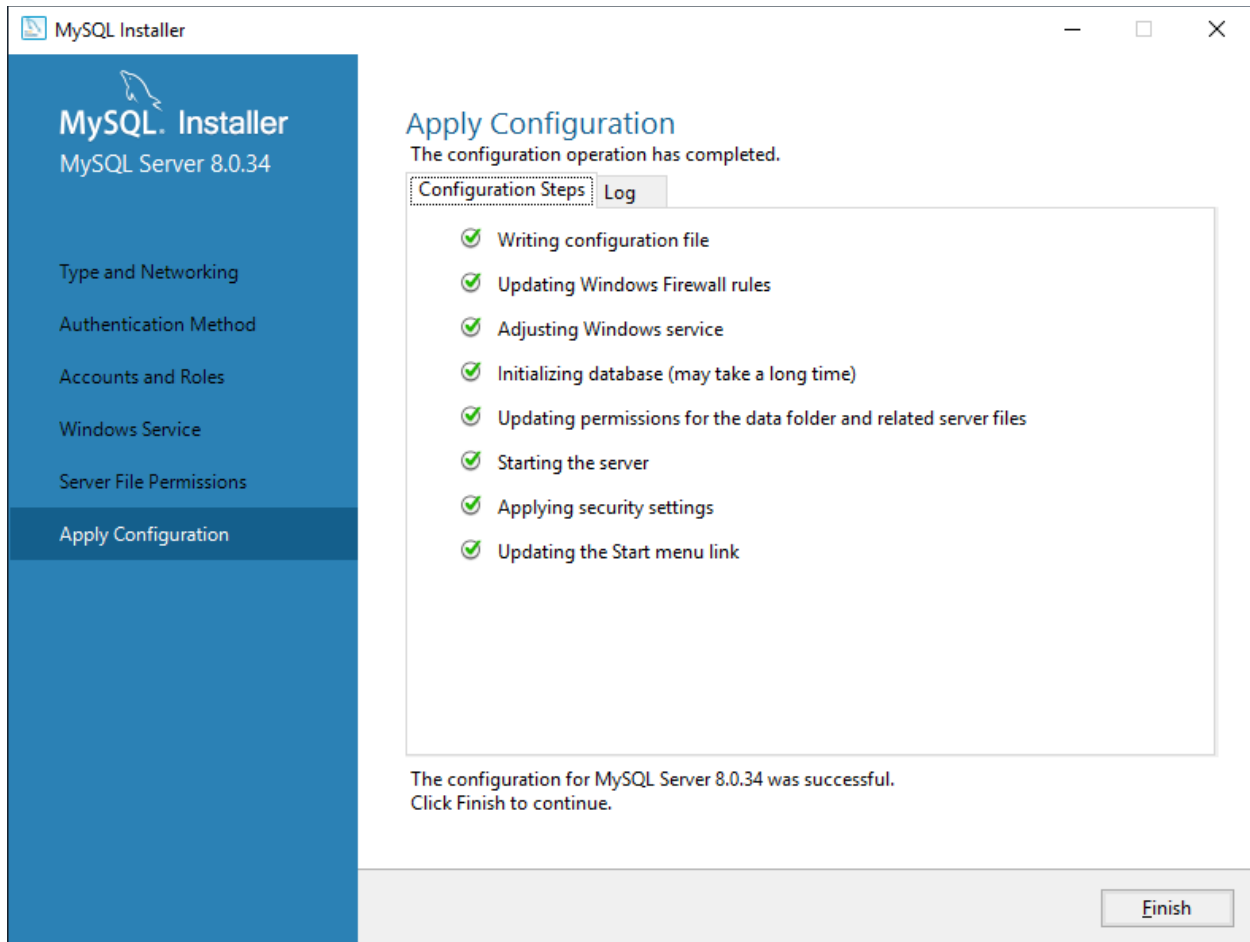 MySQL Installer
MySQL. Installer
MySQL Server 8.0.34
Type and Networking
Authentication Method
Accounts and Roles
Windows Service
Server File Permissions
Apply Configuration
Apply Configuration
The configuration operation has completed.
Configuration Steps
Log
Writing configuration file
Updating Windows Firewall rules
Adjusting Windows service
Initializing database (may take a long time)
Updating permissions for the data folder and related server files
Starting the server
Applying security settings
Updating the Start menu link
The configuration for MySQL Server 8.0.34 was successful.
Click Finish to continue.
Finish